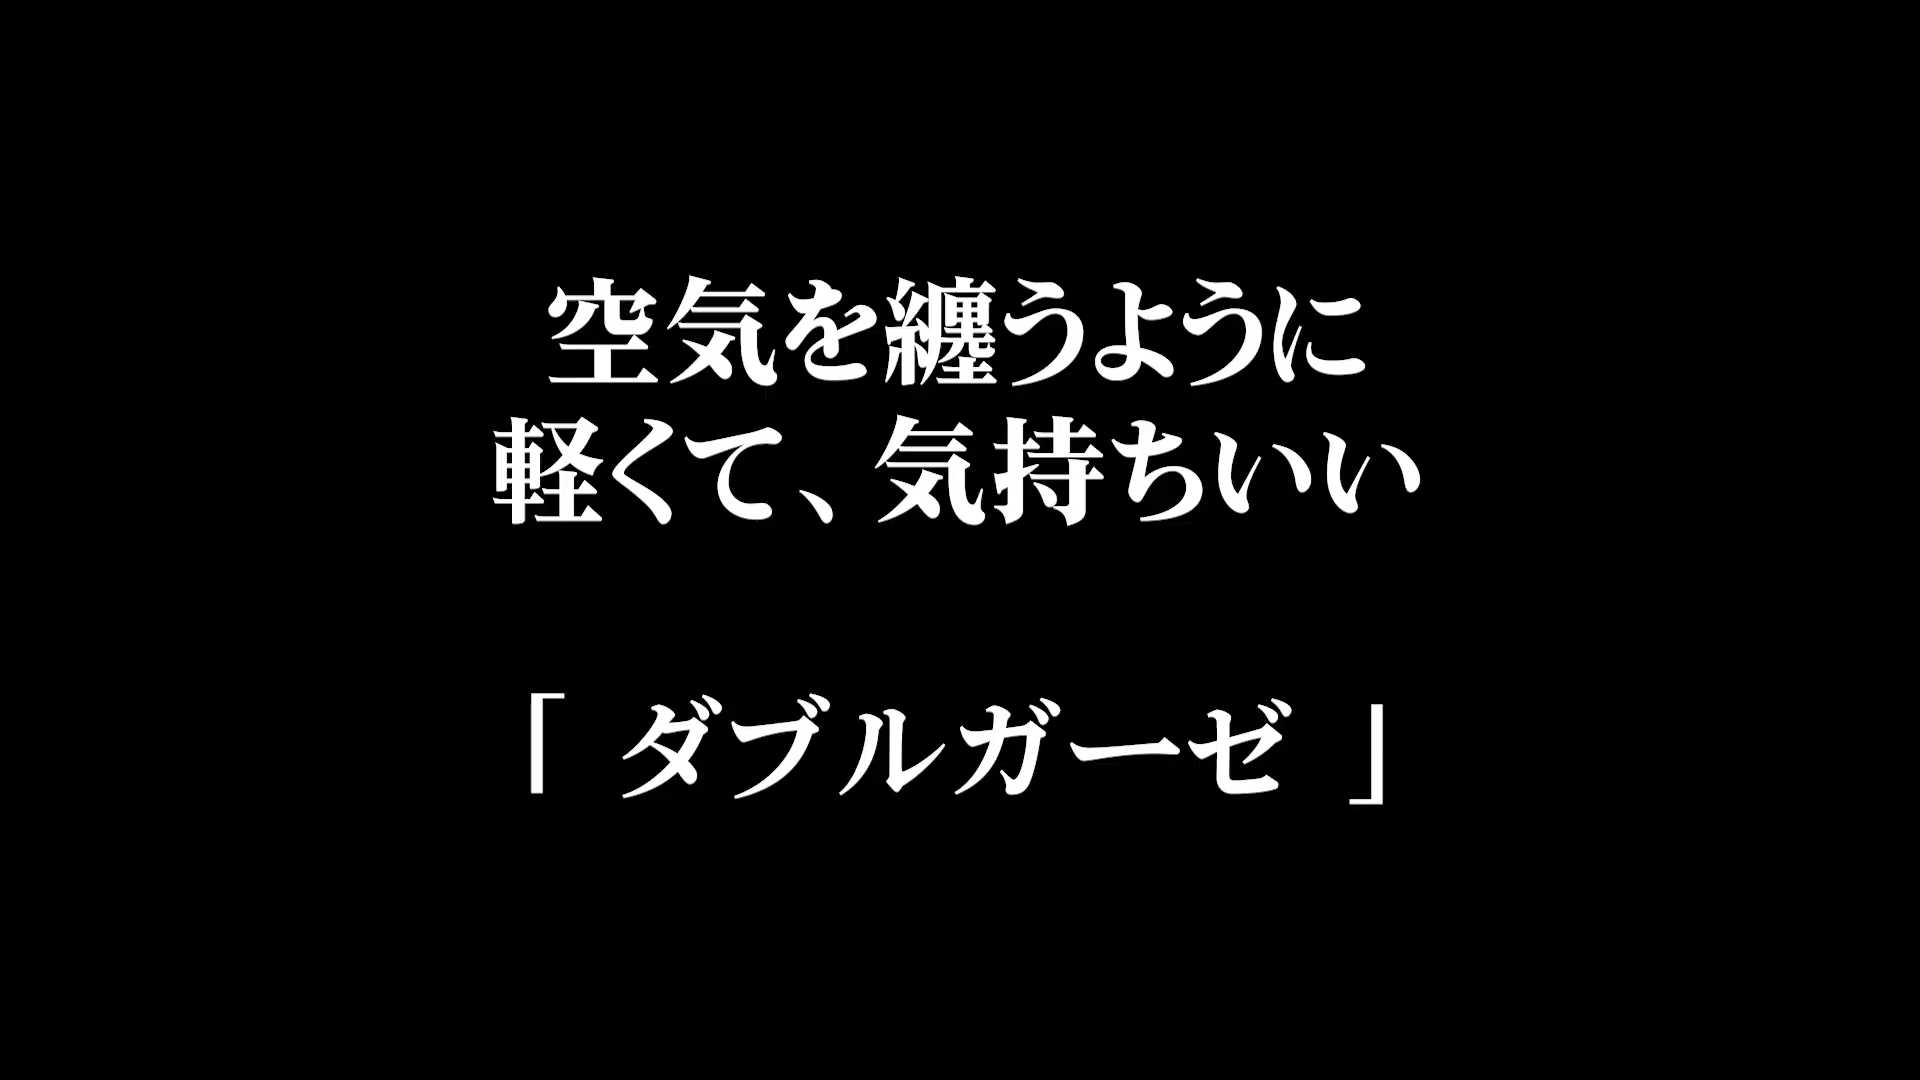 空気を纏うように
軽くて、気持ちいい
「 ダブルガーゼ 」